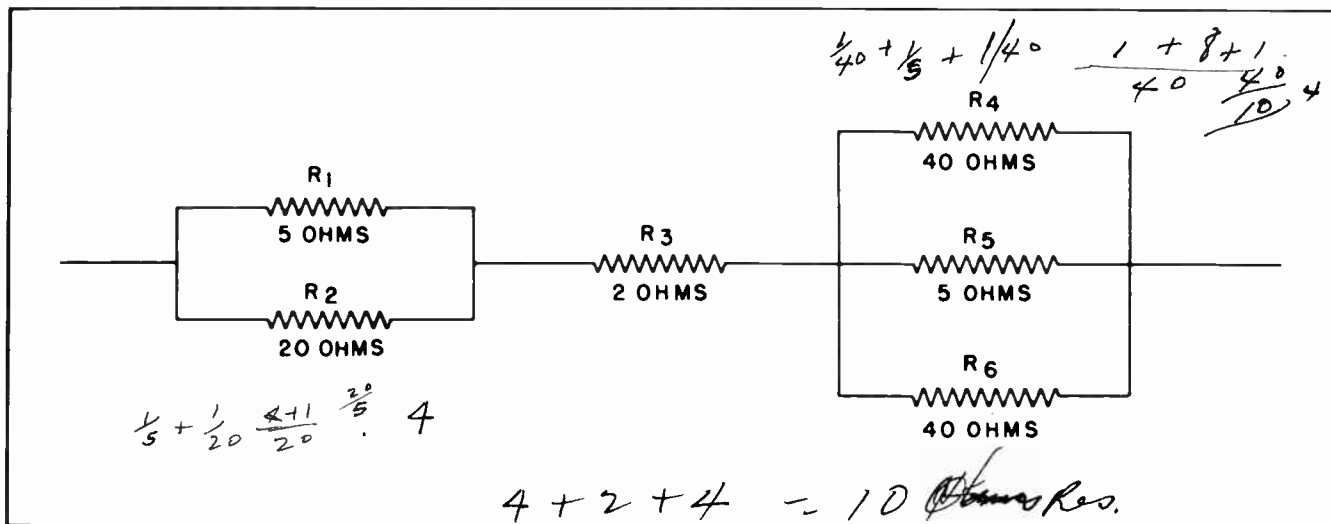 1/40 + 1/5 + 1/40   1 + 8 + 1 / 40   40/10 4
R4
40 OHMS
R1
5 OHMS
R3
2 OHMS
R5
5 OHMS
R2
20 OHMS
R6
40 OHMS
1/5 + 1/20   4+1 / 20   20/5 . 4
4 + 2 + 4 = 10 Res.